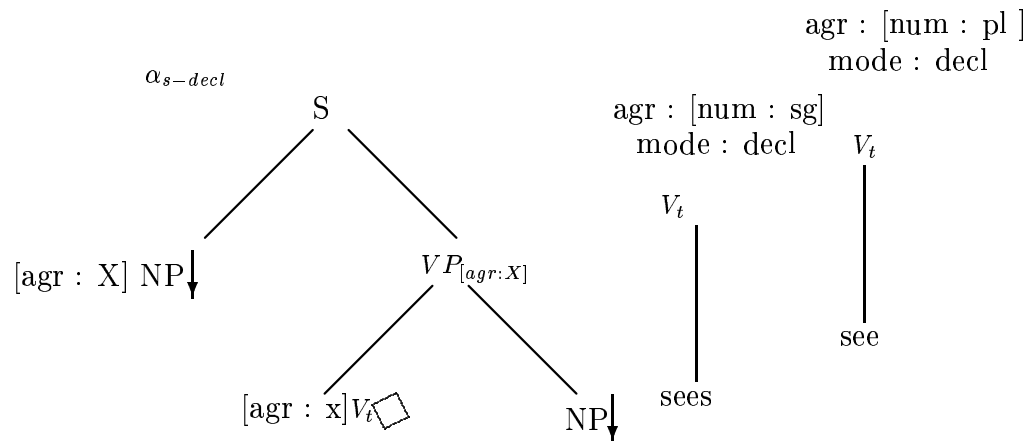 agr : [num : pl ]
mode : decl
α_{s−decl}
S
agr : [num : sg]
mode : decl
V_t
V_t
[agr : X] NP↓
VP_{[agr:X]}
see
sees
[agr : x]V_t◇
NP↓